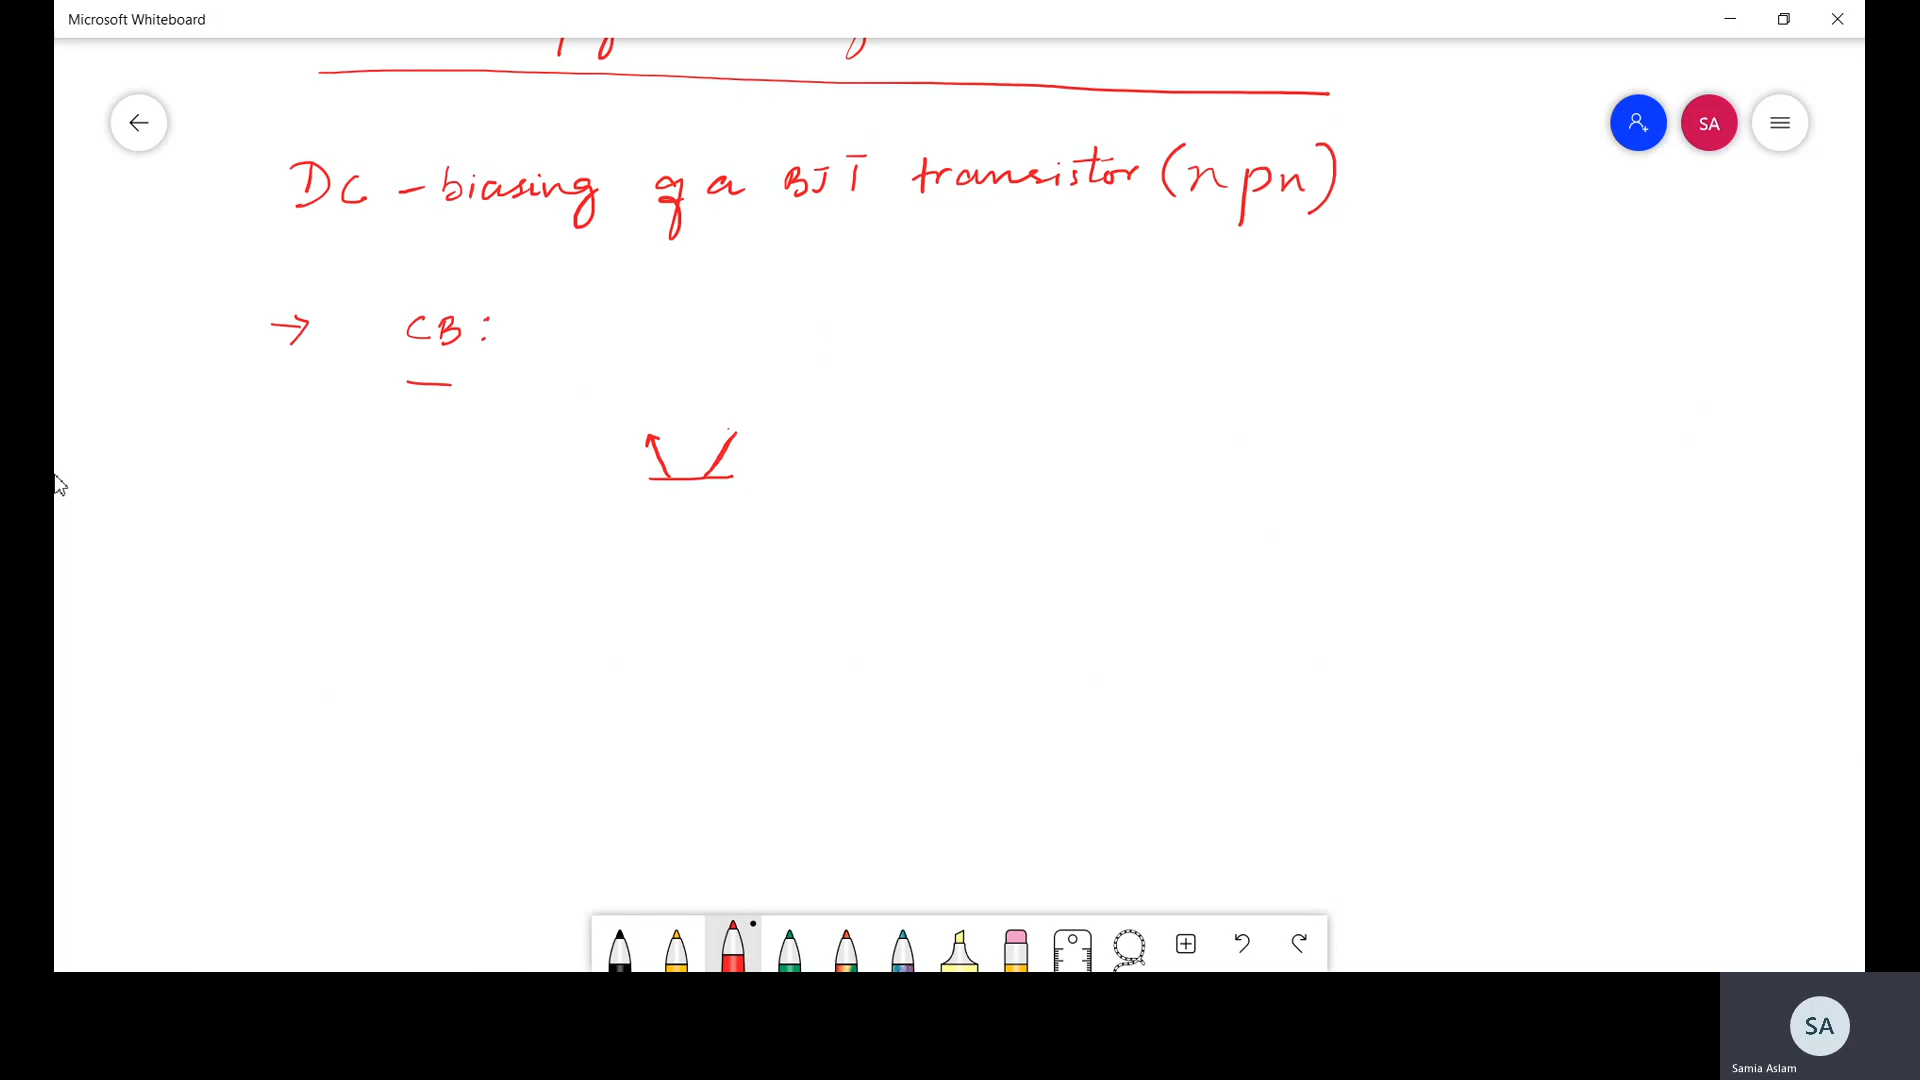 Microsoft Whiteboard
SA
DC - biasing of a BJT transistor (npn)
→ CB:
SA
Samia Aslam